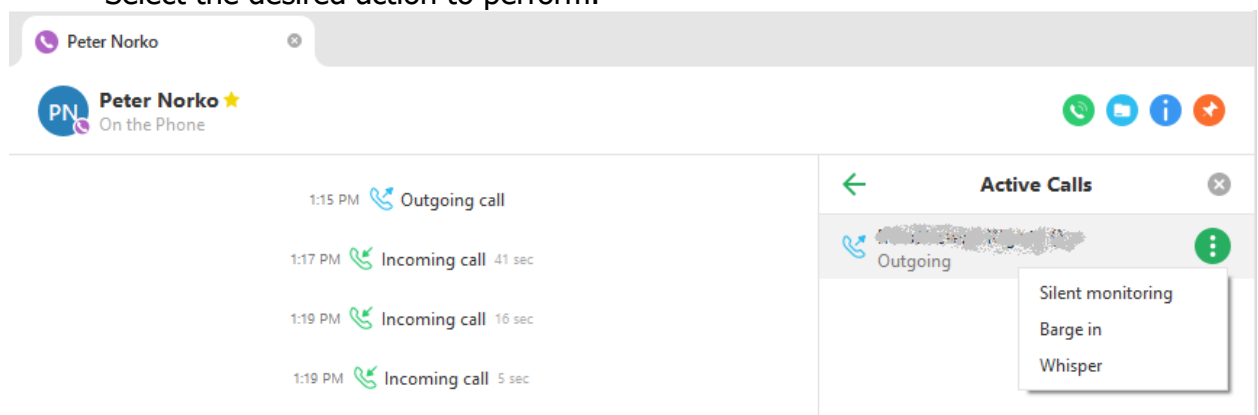 Select the desired action to perform.
Peter Norko
PN
Peter Norko
On the Phone
1:15 PM Outgoing call
1:17 PM Incoming call 41 sec
1:19 PM Incoming call 16 sec
1:19 PM Incoming call 5 sec
Active Calls
Outgoing
Silent monitoring
Barge in
Whisper